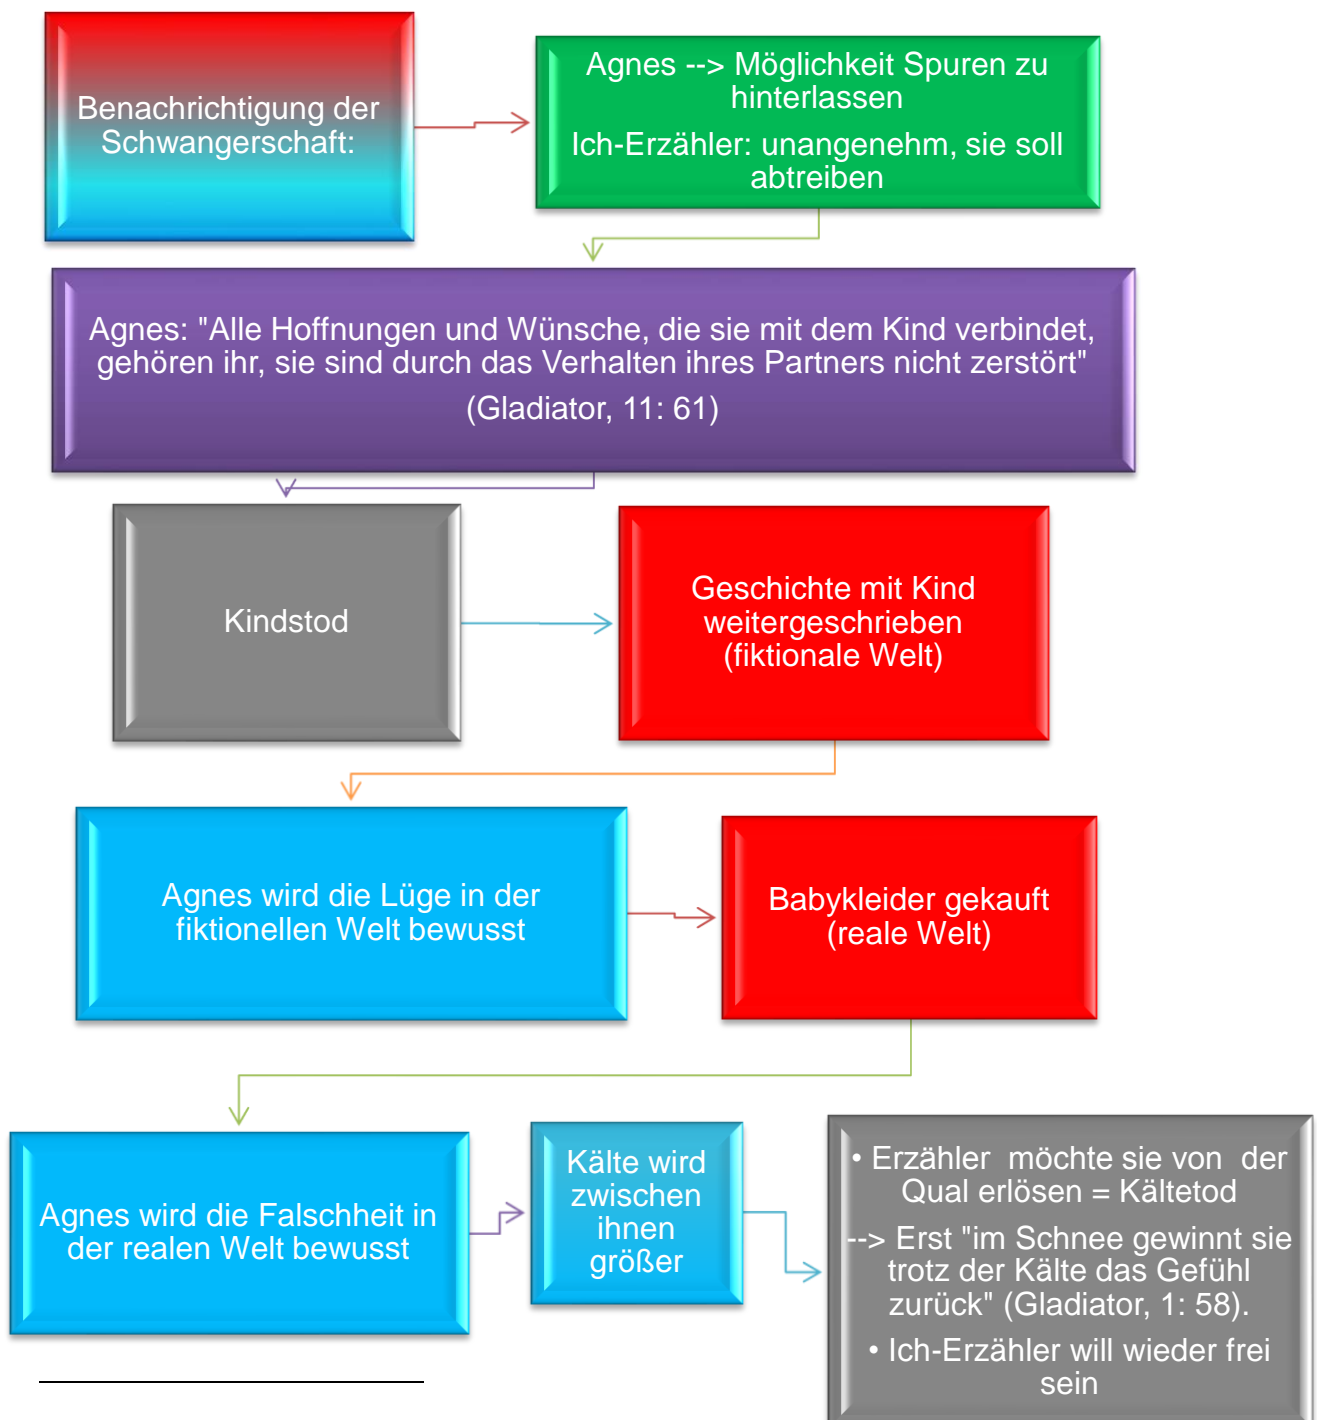 Benachrichtigung der
Schwangerschaft:
Agnes --> Möglichkeit Spuren zu
hinterlassen
Ich-Erzähler: unangenehm, sie soll
abtreiben
Agnes: "Alle Hoffnungen und Wünsche, die sie mit dem Kind verbindet,
gehören ihr, sie sind durch das Verhalten ihres Partners nicht zerstört"
(Gladiator, 11: 61)
Kindstod
Geschichte mit Kind
weitergeschrieben
(fiktionale Welt)
Agnes wird die Lüge in der
fiktionellen Welt bewusst
Babykleider gekauft
(reale Welt)
Agnes wird die Falschheit in
der realen Welt bewusst
Kälte wird
zwischen
ihnen
größer
• Erzähler möchte sie von der
Qual erlösen = Kältetod
--> Erst "im Schnee gewinnt sie
trotz der Kälte das Gefühl
zurück" (Gladiator, 1: 58).
• Ich-Erzähler will wieder frei
sein